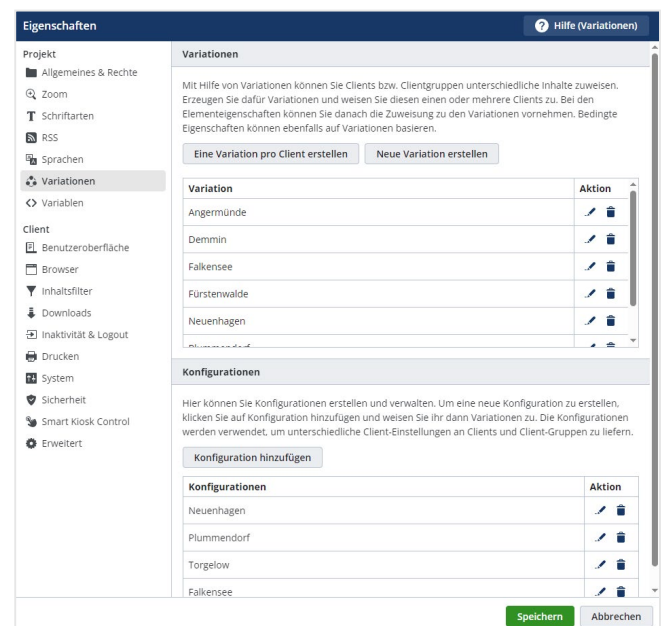 Eigenschaften
Hilfe (Variationen)
Projekt
Allgemeines & Rechte
Zoom
Schriftarten
RSS
Sprachen
Variationen
Variablen
Client
Benutzeroberfläche
Browser
Inhaltsfilter
Downloads
Inaktivität & Logout
Drucken
System
Sicherheit
Smart Kiosk Control
Erweitert
Variationen
Mit Hilfe von Variationen können Sie Clients bzw. Clientgruppen unterschiedliche Inhalte zuweisen.
Erzeugen Sie dafür Variationen und weisen Sie diesen einen oder mehrere Clients zu. Bei den
Elementeigenschaften können Sie danach die Zuweisung zu den Variationen vornehmen. Bedingte
Eigenschaften können ebenfalls auf Variationen basieren.
Eine Variation pro Client erstellen Neue Variation erstellen
Variation Aktion
Angermünde
Demmin
Falkensee
Fürstenwalde
Neuenhagen
Plummendorf
Konfigurationen
Hier können Sie Konfigurationen erstellen und verwalten. Um eine neue Konfiguration zu erstellen,
klicken Sie auf Konfiguration hinzufügen und weisen Sie ihr dann Variationen zu. Die Konfigurationen
werden verwendet, um unterschiedliche Client-Einstellungen an Clients und Client-Gruppen zu liefern.
Konfiguration hinzufügen
Konfigurationen Aktion
Neuenhagen
Plummendorf
Torgelow
Falkensee
Speichern Abbrechen